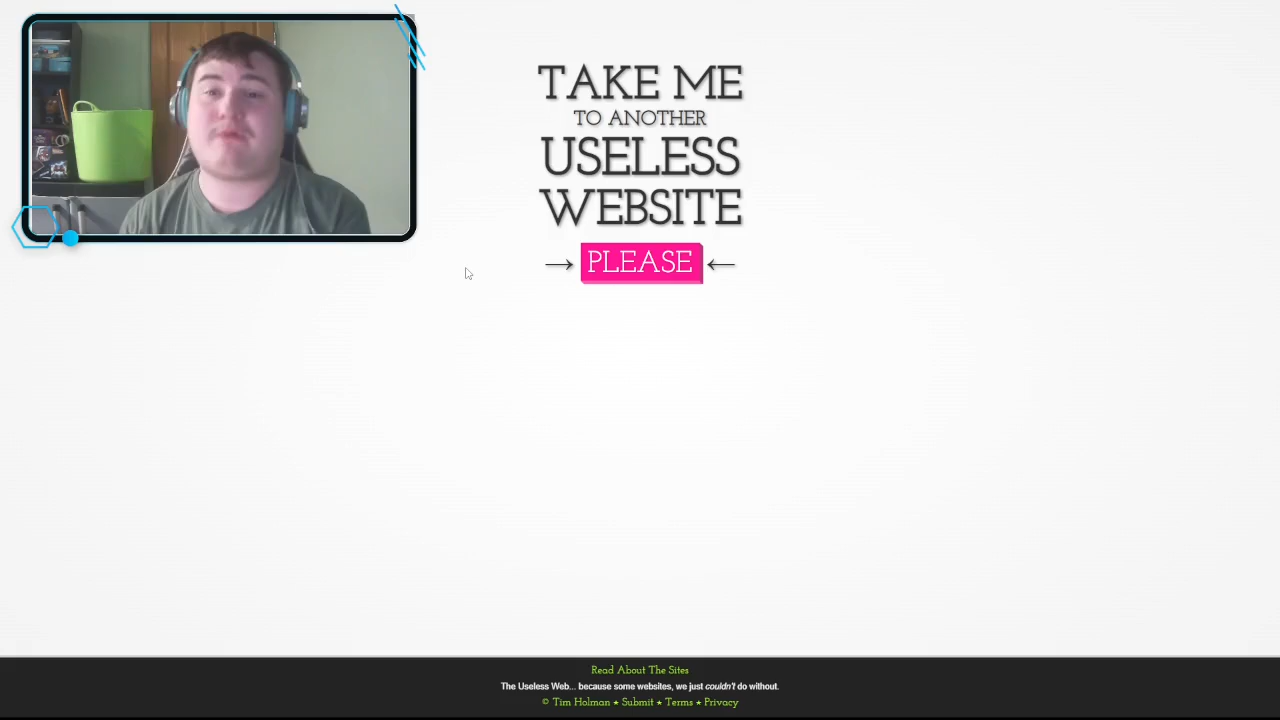 TAKE ME
TO ANOTHER
USELESS
WEBSITE
→ PLEASE ←
Read About The Sites
The Useless Web... because some websites, we just couldn't do without.
© Tim Holman ★ Submit ★ Terms ★ Privacy